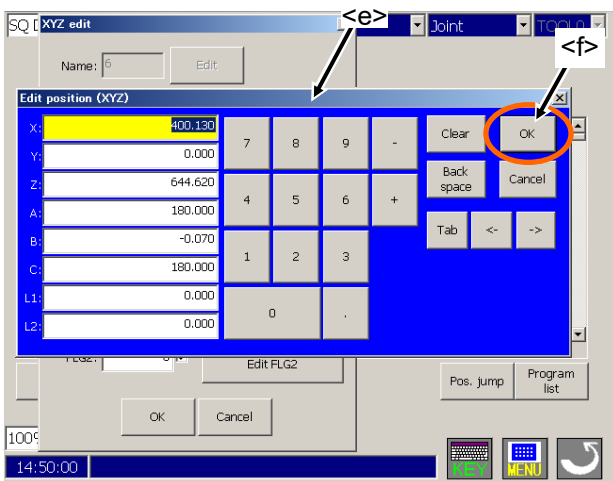 <e>
SQ D XYZ edit Joint TOOL0
<f>
Name: 6 Edit
Edit position (XYZ)
X: 400.130 7 8 9 - Clear OK
Y: 0.000
Z: 644.620 4 5 6 + Back space Cancel
A: 180.000
B: -0.070 1 2 3 Tab <- ->
C: 180.000
L1: 0.000 0 .
L2: 0.000
FLG2: Edit FLG2
Pos. jump Program list
OK Cancel
100%
14:50:00 KEY MENU